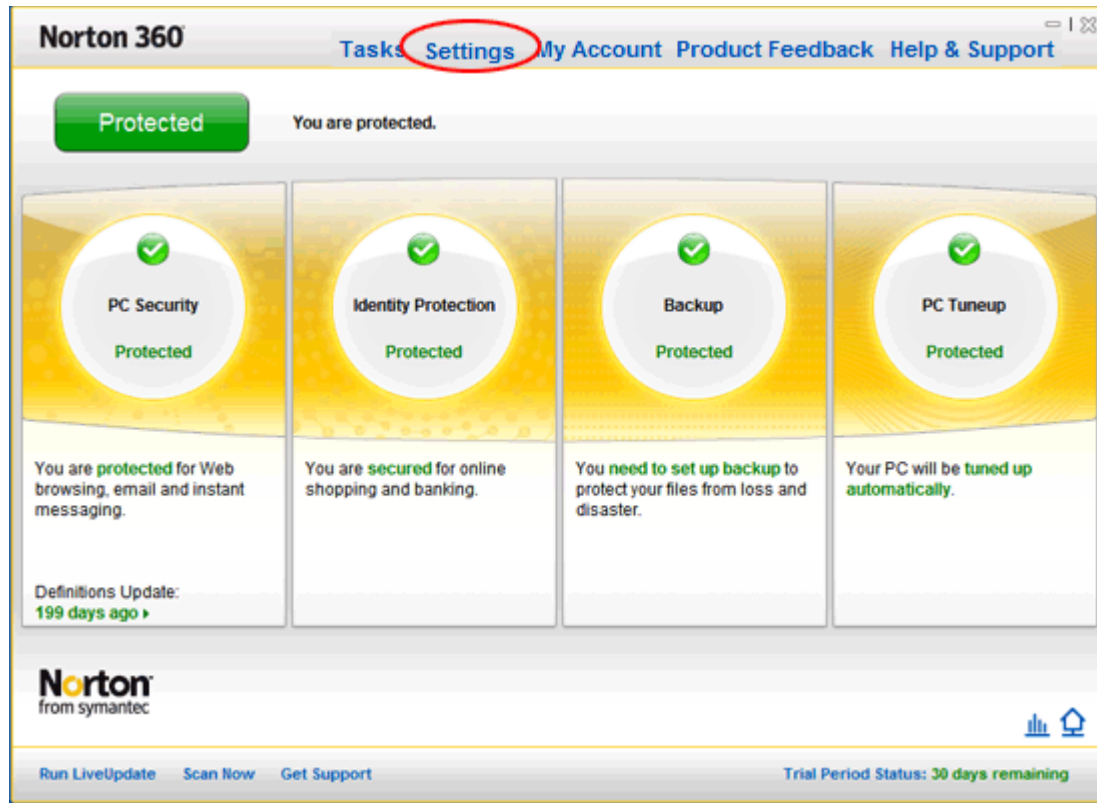 Norton 360
Tasks Settings My Account Product Feedback Help & Support
Protected
You are protected.
PC Security
Protected
Identity Protection
Protected
Backup
Protected
PC Tuneup
Protected
You are protected for Web
browsing, email and instant
messaging.
Definitions Update:
199 days ago
You are secured for online
shopping and banking.
You need to set up backup to
protect your files from loss and
disaster.
Your PC will be tuned up
automatically.
Norton
from symantec
Run LiveUpdate Scan Now Get Support
Trial Period Status: 30 days remaining